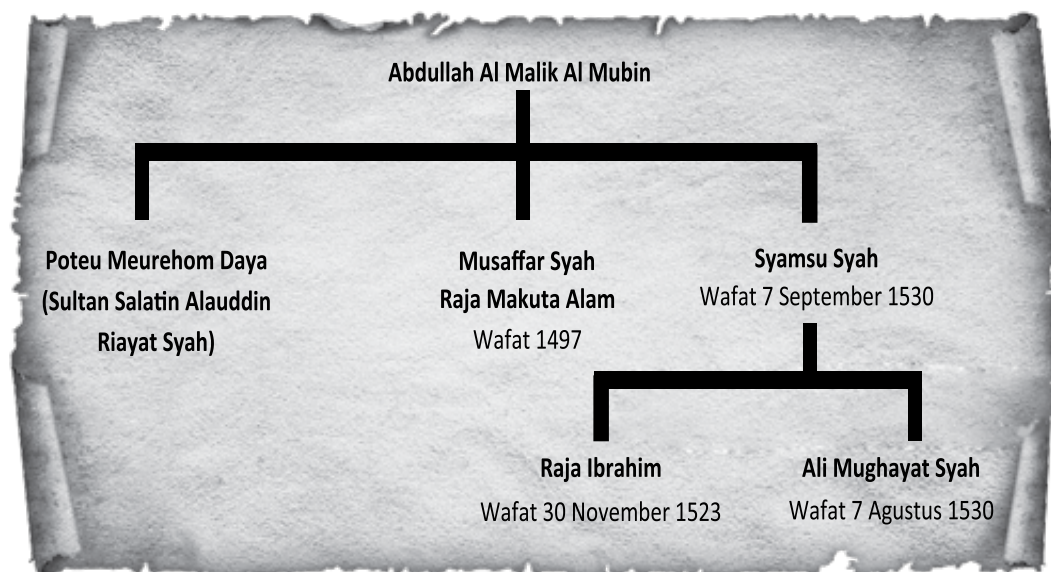 Abdullah Al Malik Al Mubin
Poteu Meurehom Daya
(Sultan Salatin Alauddin
Riayat Syah)
Musaffar Syah
Raja Makuta Alam
Wafat 1497
Syamsu Syah
Wafat 7 September 1530
Raja Ibrahim
Wafat 30 November 1523
Ali Mughayat Syah
Wafat 7 Agustus 1530